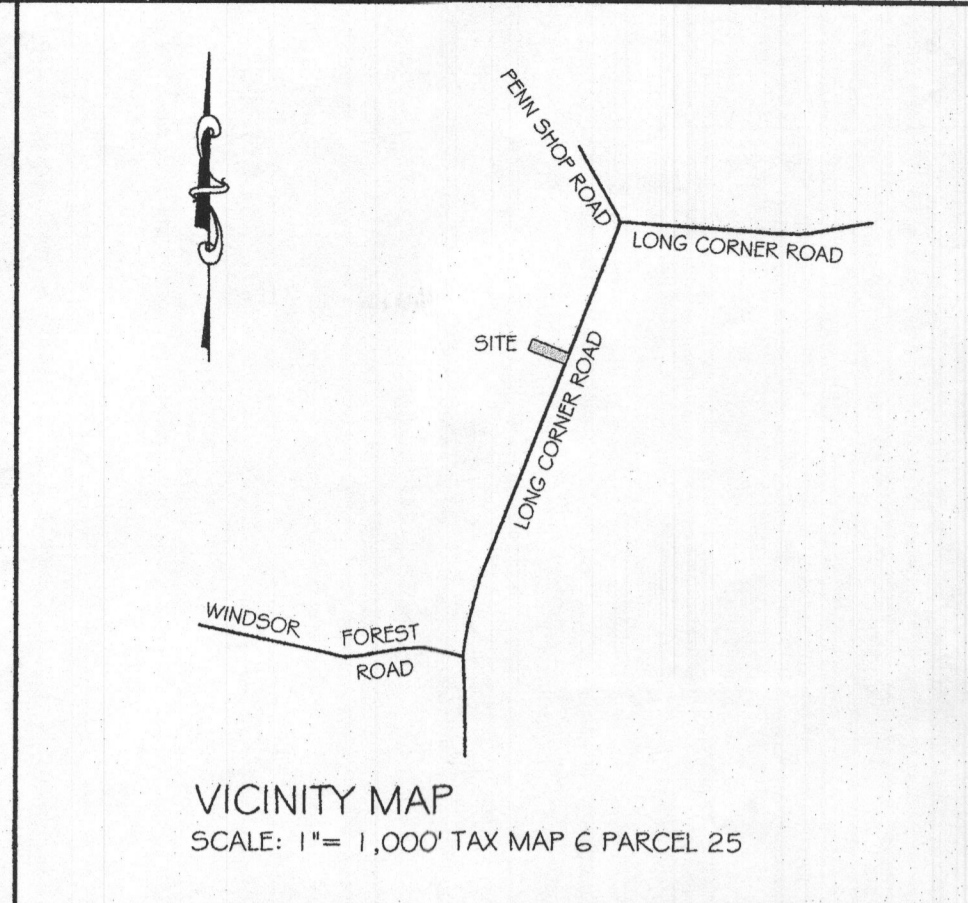 PENN SHOP ROAD
LONG CORNER ROAD
SITE
LONG CORNER ROAD
WINDSOR FOREST
ROAD
VICINITY MAP
SCALE: 1"= 1,000' TAX MAP 6 PARCEL 25